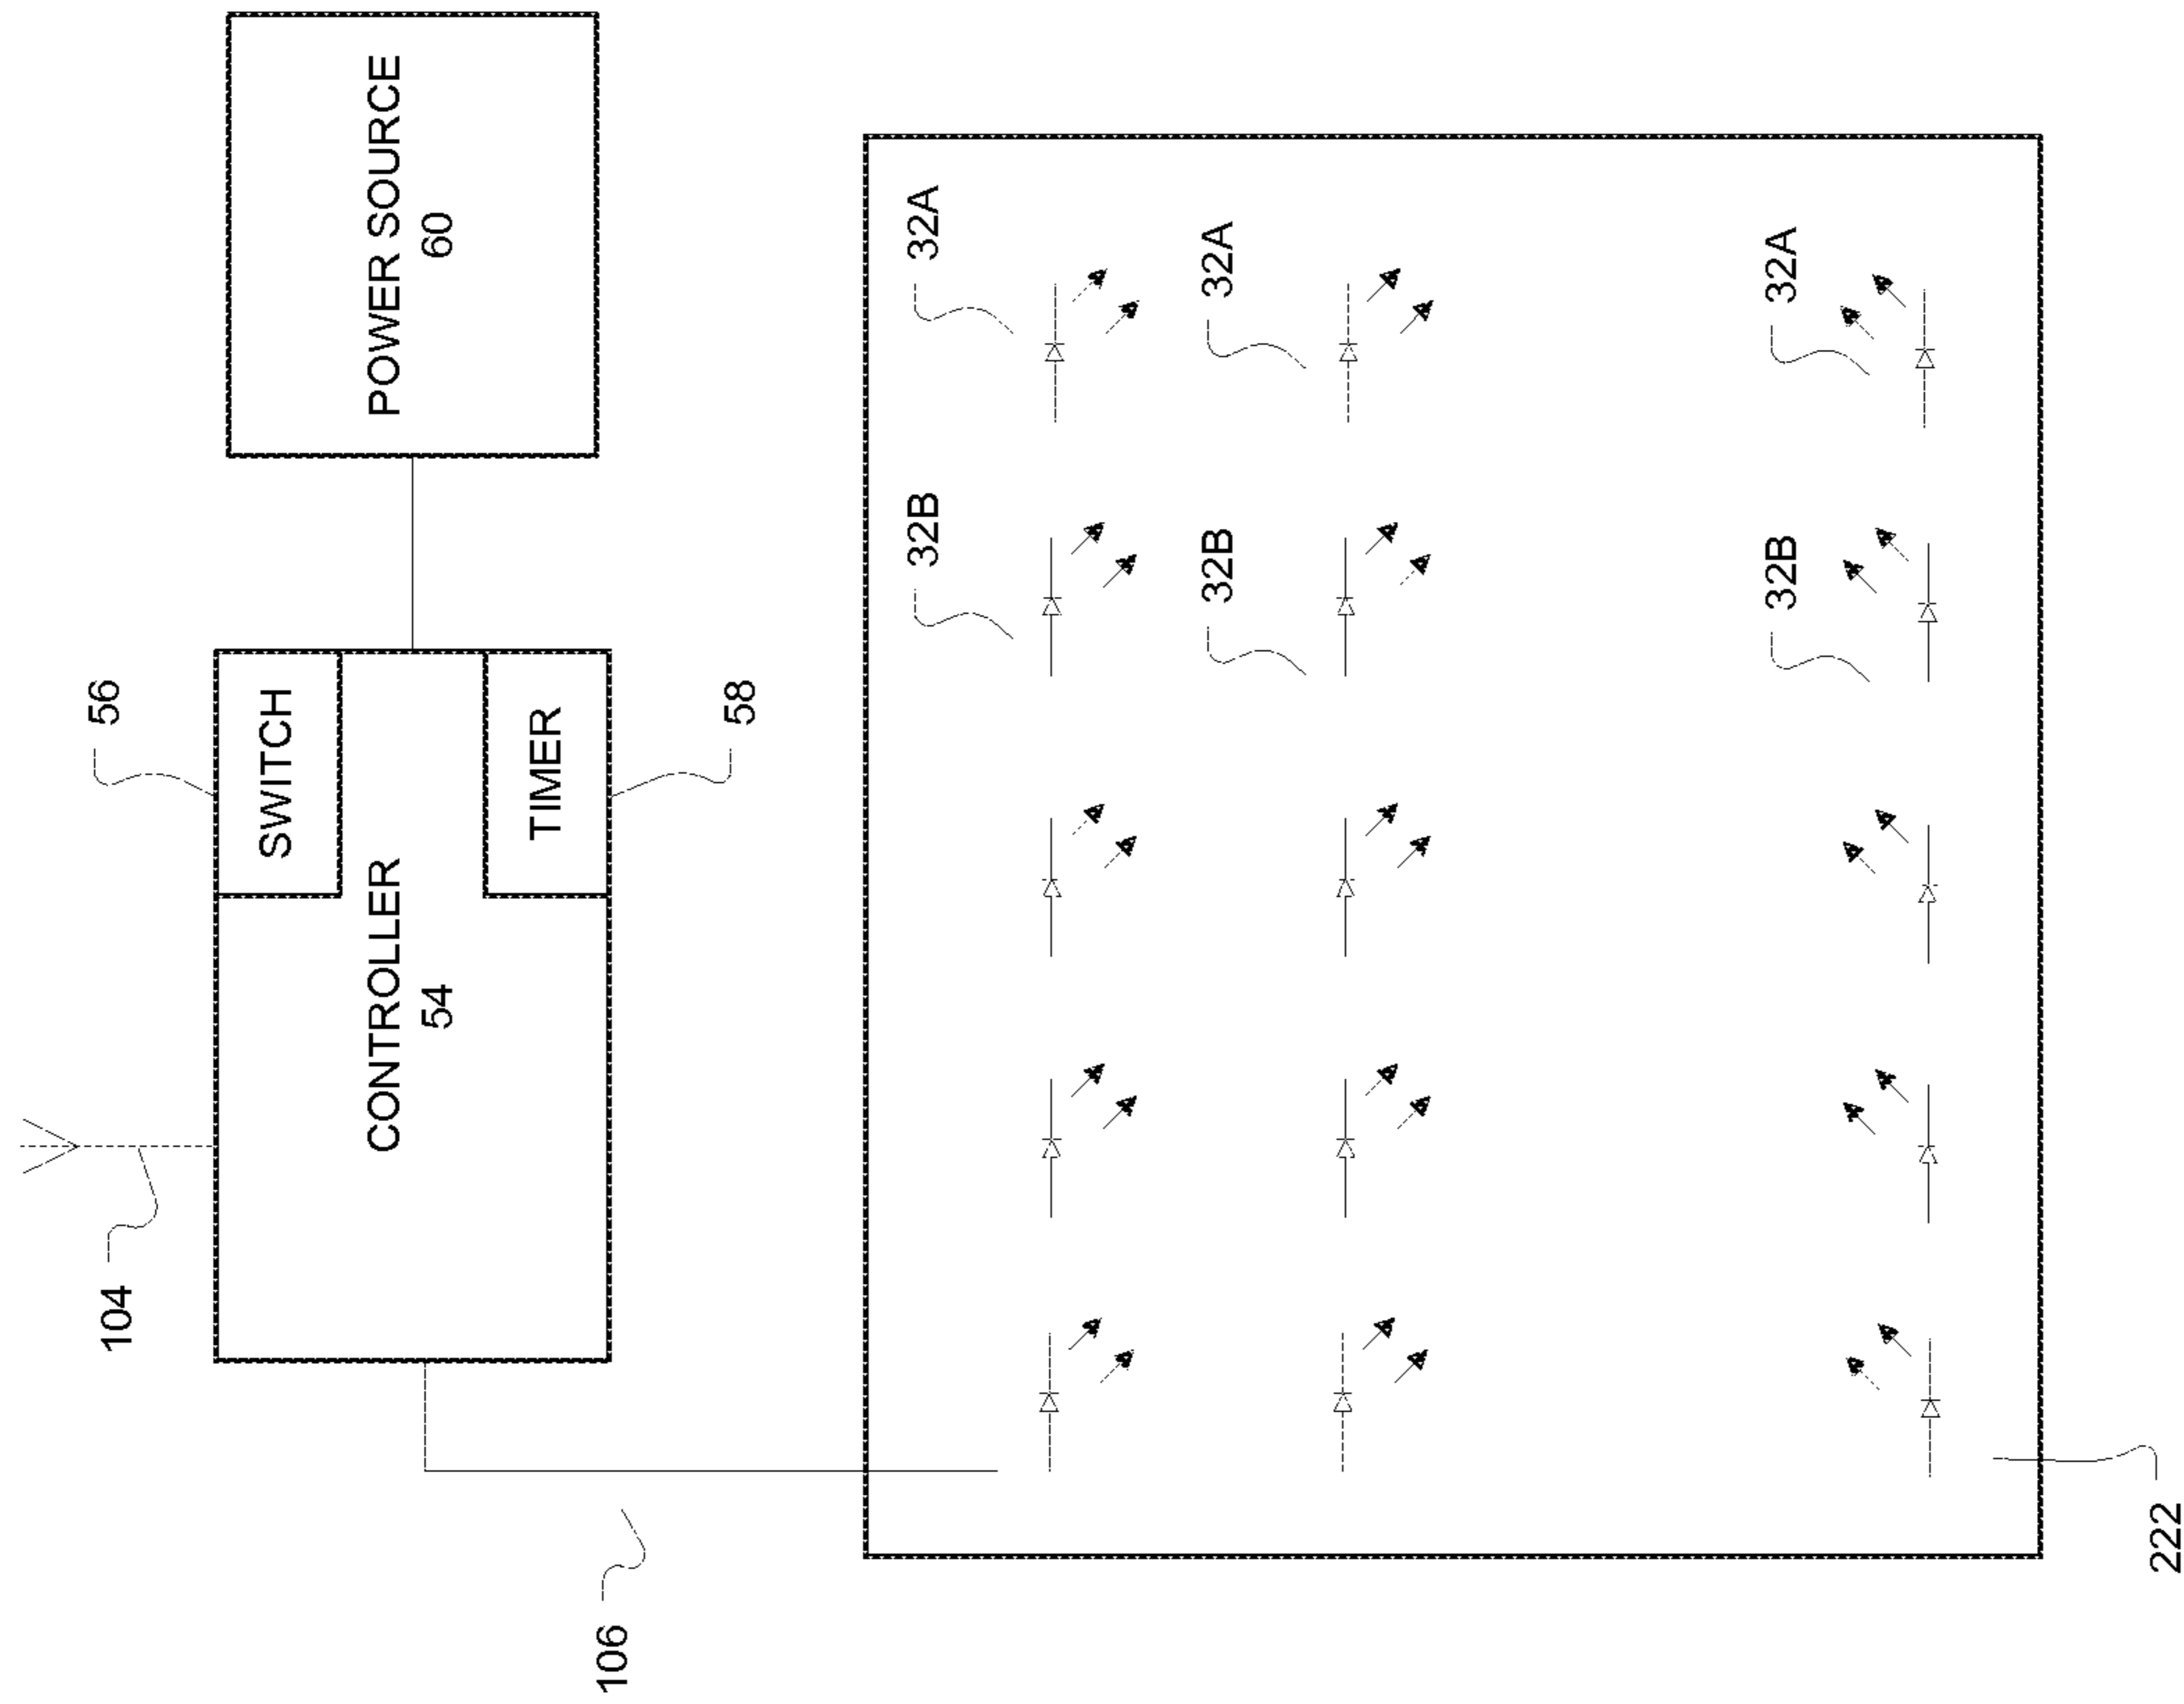 104
56
SWITCH
CONTROLLER
54
TIMER
58
POWER SOURCE
60
106
32B
32A
32B
32A
32B
32A
222